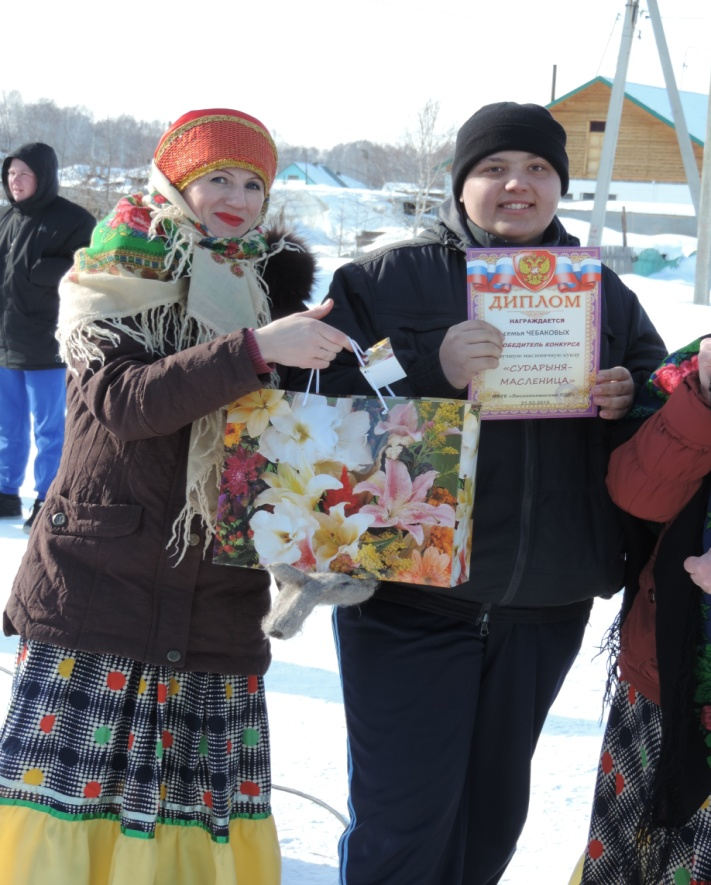 ДИПЛОМ
НАГРАЖДАЕТСЯ
семья ЧЕБАКОВЫХ
ПОБЕДИТЕЛЬ КОНКУРСА
«СУДАРЫНЯ-
МАСЛЕНИЦА»